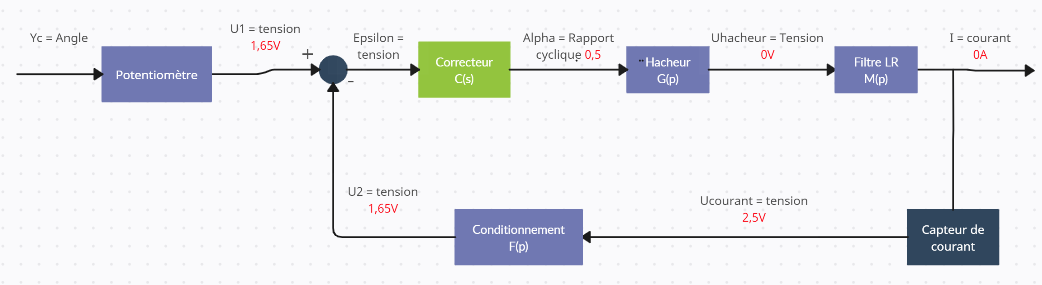 Yc = Angle
Potentiomètre
U1 = tension
1,65V
+
-
Epsilon =
tension
Correcteur
C(s)
Alpha = Rapport
cyclique 0,5
Hacheur
G(p)
Uhacheur = Tension
0V
Filtre LR
M(p)
I = courant
0A
U2 = tension
1,65V
Conditionnement
F(p)
Ucourant = tension
2,5V
Capteur de
courant